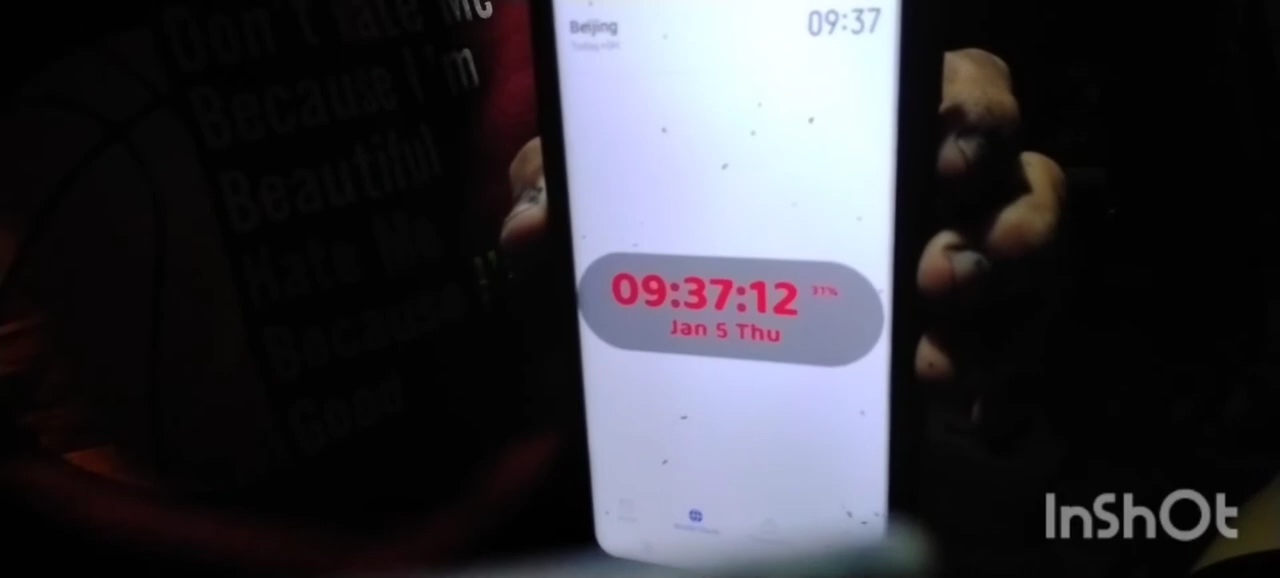 Don't Hate Me
Because I'm
Beautiful
Hate Me
Because
Good
Beijing
09:37
09:37:12 31%
Jan 5 Thu
InShOt